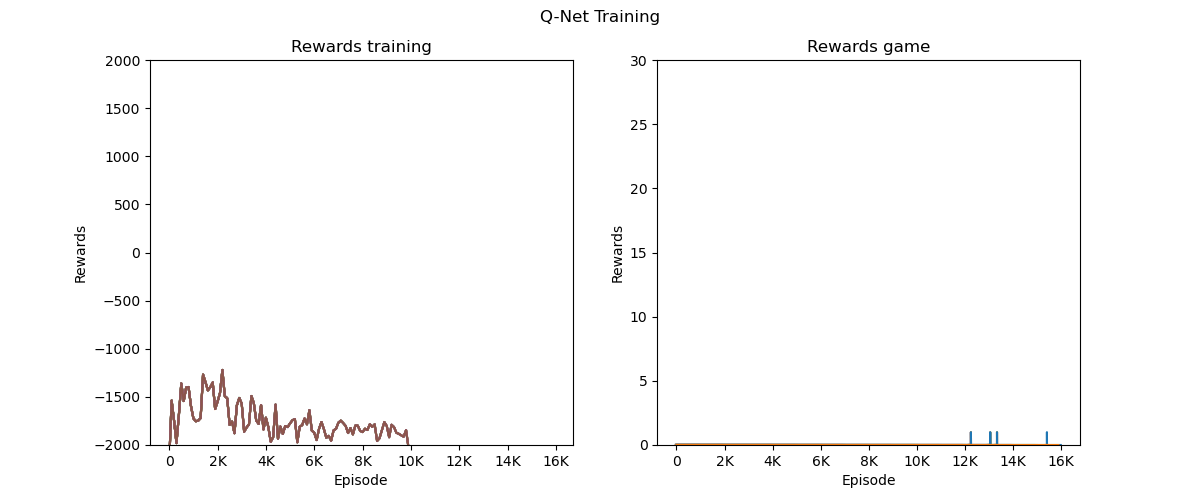 Q-Net Training
Rewards training
2000
1500
1000
500
0
−500
−1000
−1500
−2000
Rewards
0 2K 4K 6K 8K 10K 12K 14K 16K
Episode
Rewards game
30
25
20
15
10
5
0
Rewards
0 2K 4K 6K 8K 10K 12K 14K 16K
Episode